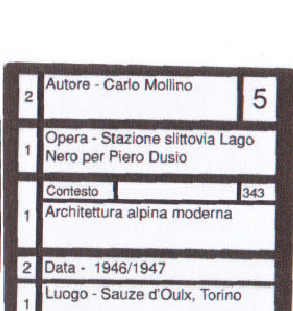 2 Autore - Carlo Mollino 5
1 Opera - Stazione slittovia Lago
Nero per Piero Dusio
Contesto 343
1 Architettura alpina moderna
2 Data - 1946/1947
1 Luogo - Sauze d'Oulx, Torino